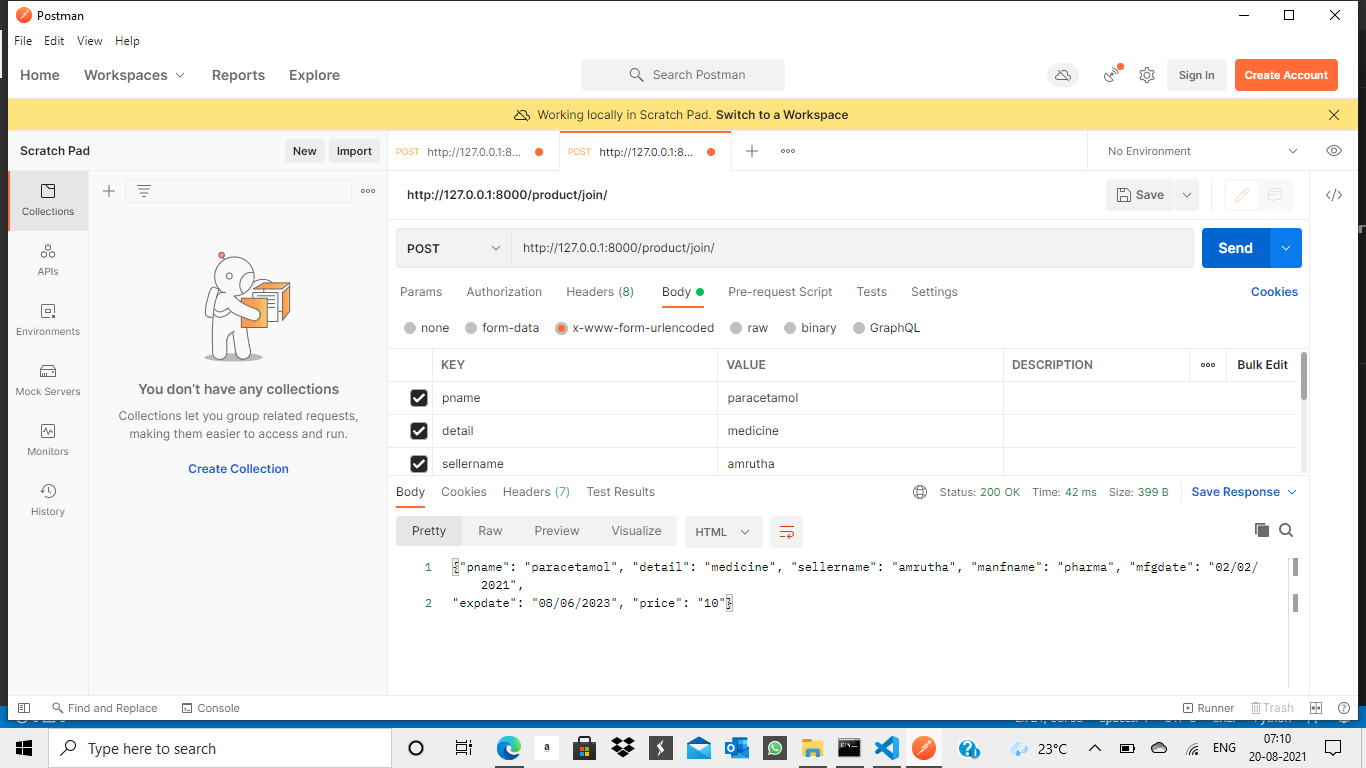 Postman
File Edit View Help
Home Workspaces Reports Explore Search Postman Sign In Create Account
Working locally in Scratch Pad. Switch to a Workspace
Scratch Pad New Import POST http://127.0.0.1:8... POST http://127.0.0.1:8... No Environment
http://127.0.0.1:8000/product/join/ Save
Collections
POST http://127.0.0.1:8000/product/join/ Send
APIs
Params Authorization Headers (8) Body Pre-request Script Tests Settings Cookies
Environments
none form-data x-www-form-urlencoded raw binary GraphQL
KEY VALUE DESCRIPTION Bulk Edit
Mock Servers
You don't have any collections
pname paracetamol
Collections let you group related requests,
making them easier to access and run.
detail medicine
Monitors
Create Collection
sellername amrutha
Body Cookies Headers (7) Test Results Status: 200 OK Time: 42 ms Size: 399 B Save Response
History
Pretty Raw Preview Visualize HTML
1 {"pname": "paracetamol", "detail": "medicine", "sellername": "amrutha", "manfname": "pharma", "mfgdate": "02/02/
2021",
2 "expdate": "08/06/2023", "price": "10"}
Find and Replace Console Runner Trash
Type here to search a 23°C ENG 07:10
20-08-2021